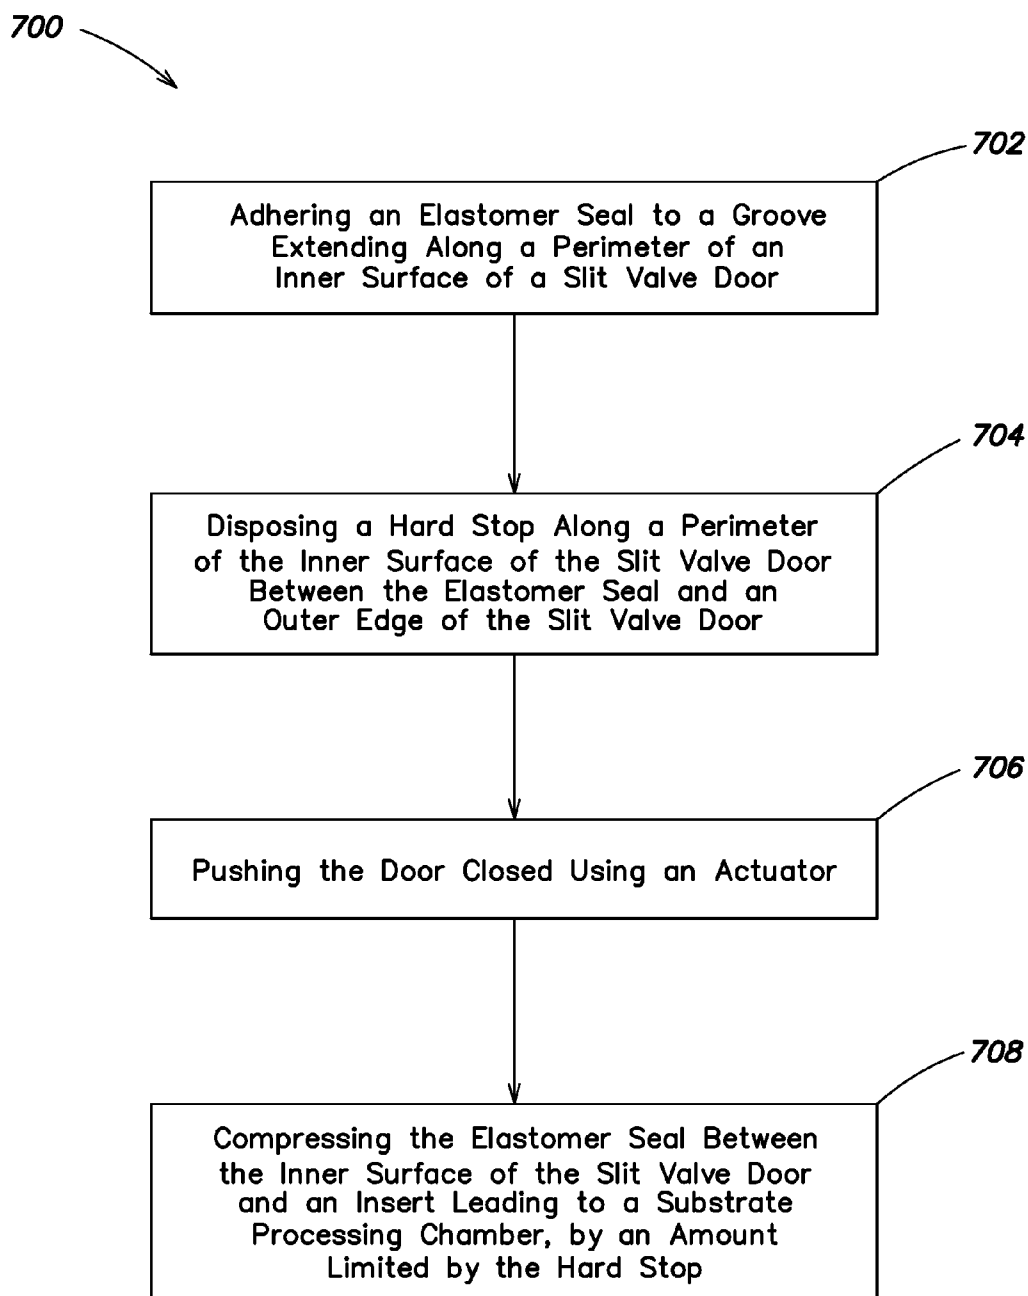 700
702
Adhering an Elastomer Seal to a Groove
Extending Along a Perimeter of an
Inner Surface of a Slit Valve Door
704
Disposing a Hard Stop Along a Perimeter
of the Inner Surface of the Slit Valve Door
Between the Elastomer Seal and an
Outer Edge of the Slit Valve Door
706
Pushing the Door Closed Using an Actuator
708
Compressing the Elastomer Seal Between
the Inner Surface of the Slit Valve Door
and an Insert Leading to a Substrate
Processing Chamber, by an Amount
Limited by the Hard Stop